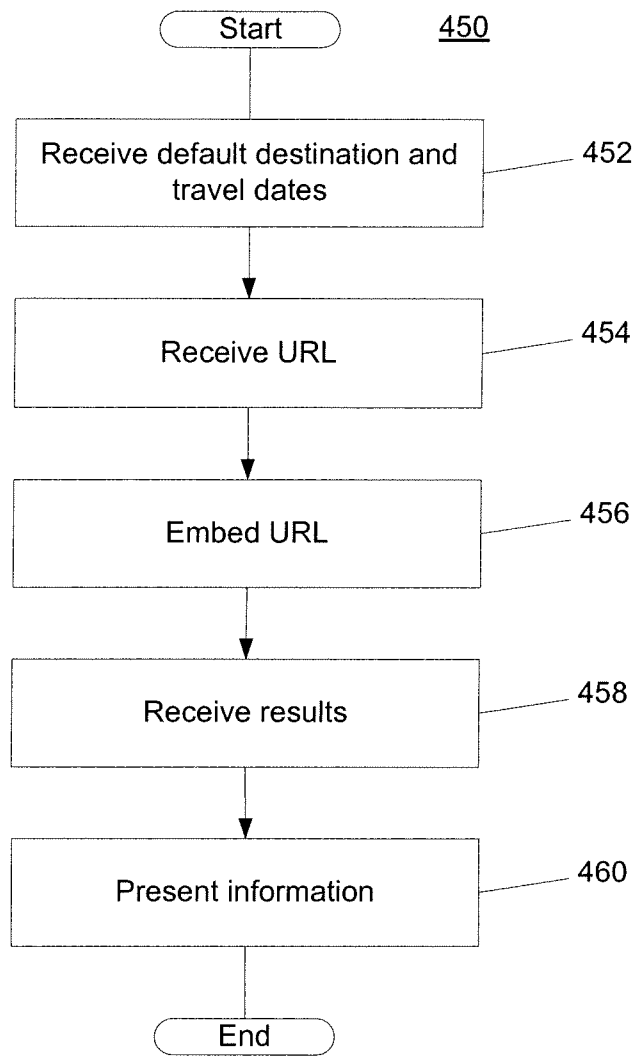 Start
450
Receive default destination and
travel dates
452
Receive URL
454
Embed URL
456
Receive results
458
Present information
460
End